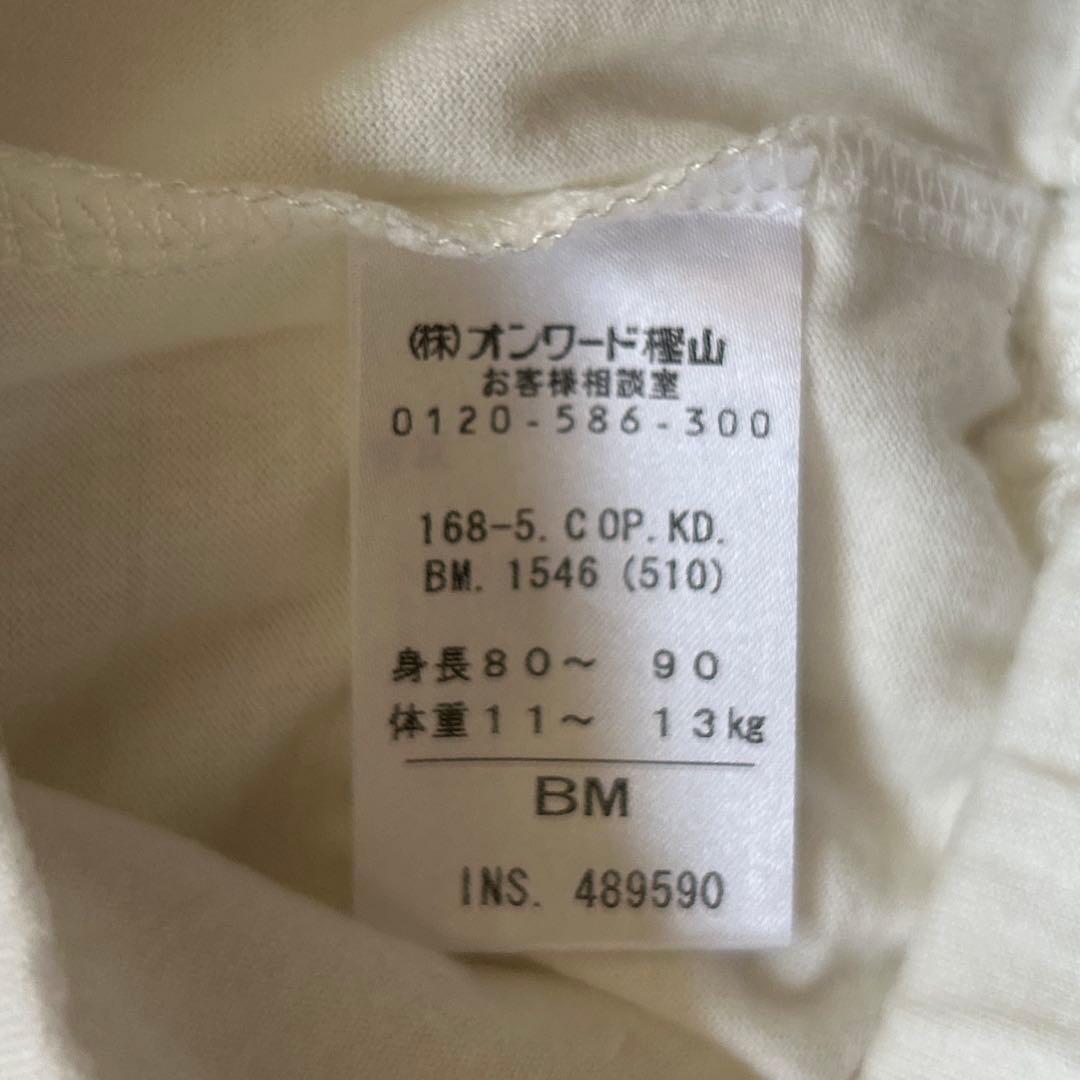 (株)オンワード樫山
お客様相談室
0120-586-300
168-5. COP. KD.
BM. 1546 (510)
身長80～ 90
体重11～ 13kg
BM
INS. 489590